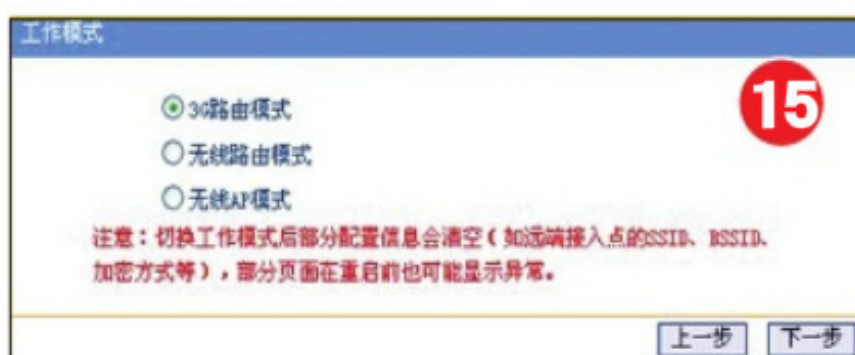 工作模式
15
3G路由模式
无线路由模式
无线AP模式
注意：切换工作模式后部分配置信息会清空(如远端接入点的SSID、BSSID、
加密方式等)，部分页面在重启前也可能显示异常。
上一步 下一步